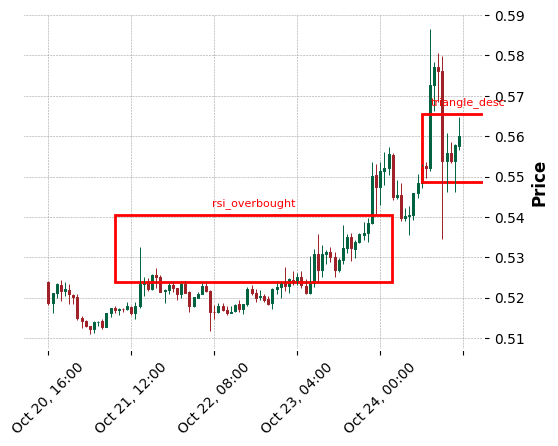 0.59
0.58
0.57
triangle_desc
0.56
0.55
Price
rsi_overbought
0.54
0.53
0.52
0.51
Oct 20, 16:00
Oct 21, 12:00
Oct 22, 08:00
Oct 23, 04:00
Oct 24, 00:00